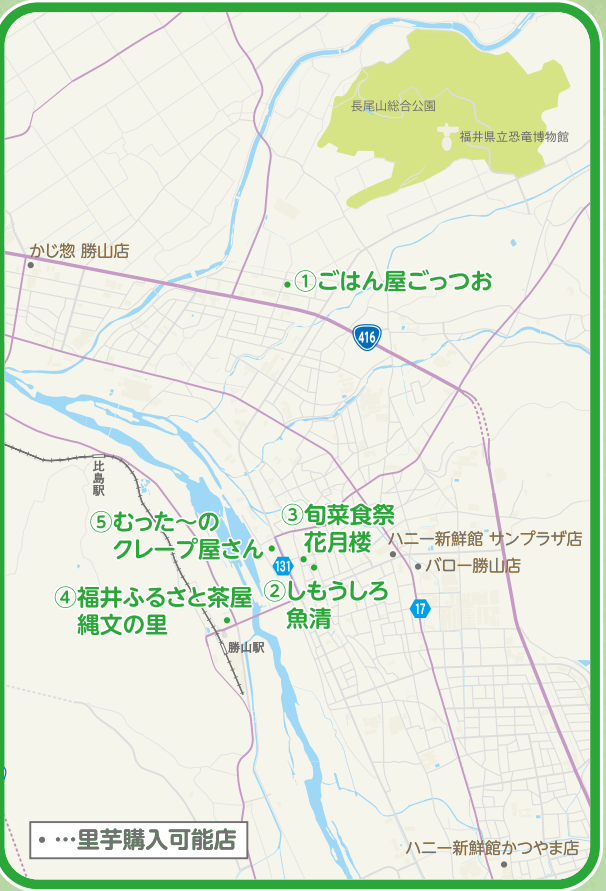 長尾山総合公園
福井県立恐竜博物館
かじ惣 勝山店
①ごはん屋ごっつお
416
比島駅
⑤むった〜の
クレープ屋さん
③旬菜食祭
花月楼
ハニー新鮮館 サンプラザ店
バロー勝山店
131
②しもうしろ
魚清
④福井ふるさと茶屋
縄文の里
17
勝山駅
•…里芋購入可能店
ハニー新鮮館かつやま店